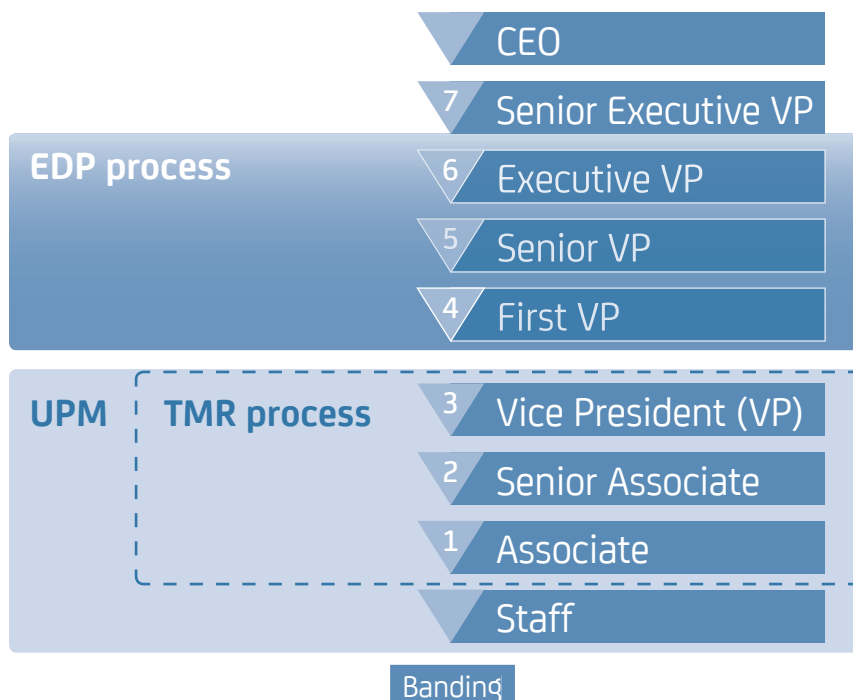 CEO
7 Senior Executive VP
EDP process
6 Executive VP
5 Senior VP
4 First VP
UPM TMR process 3 Vice President (VP)
2 Senior Associate
1 Associate
Staff
Banding